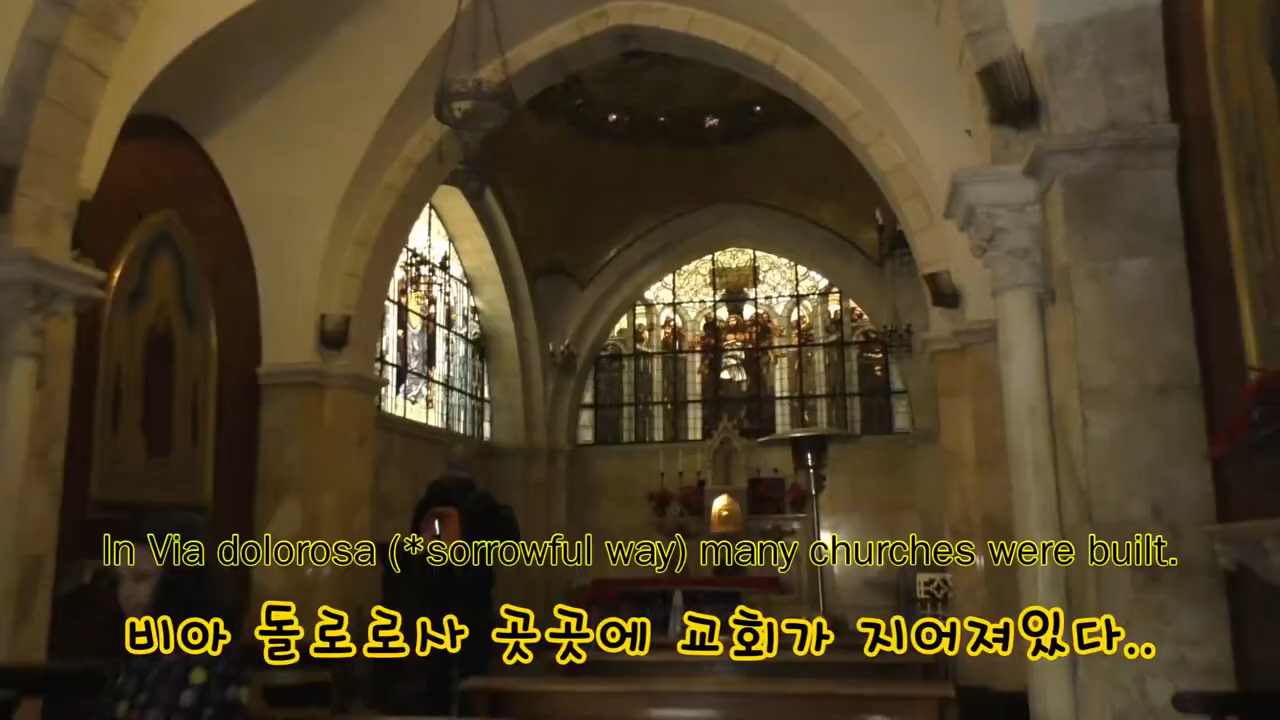 In Via dolorosa (*sorrowful way) many churches were built.
비아 돌로로사 곳곳에 교회가 지어져있다..